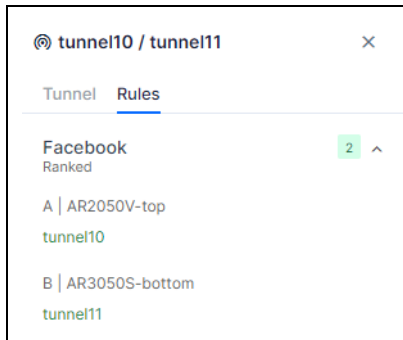 tunnel10 / tunnel11
Tunnel Rules
Facebook 2
Ranked
A | AR2050V-top
tunnel10
B | AR3050S-bottom
tunnel11